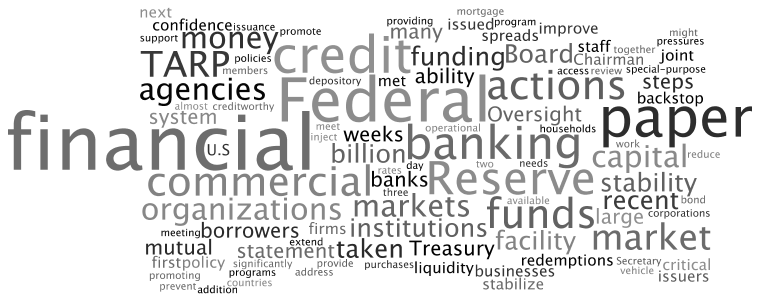 next mortgage
confidence issuance promote providing issued program might
support money policies many spreads improve together pressures
TARP members credit funding Board staff Chairman joint
agencies depository met ability actions access review special-purpose steps
almost creditworthy Federal Oversight backstop
system meet weeks operational households paper
financial U.S inject billion day banking work capital reduce
commercial rates banks two needs Reserve stability
three available recent bond
organizations markets funds large corporations
meeting borrowers firms institutions market
mutual extend statement taken Treasury facility redemptions Secretary critical
firstpolicy significantly provide purchases liquidity businesses vehicle issuers
promoting programs address stabilize
prevent addition countries